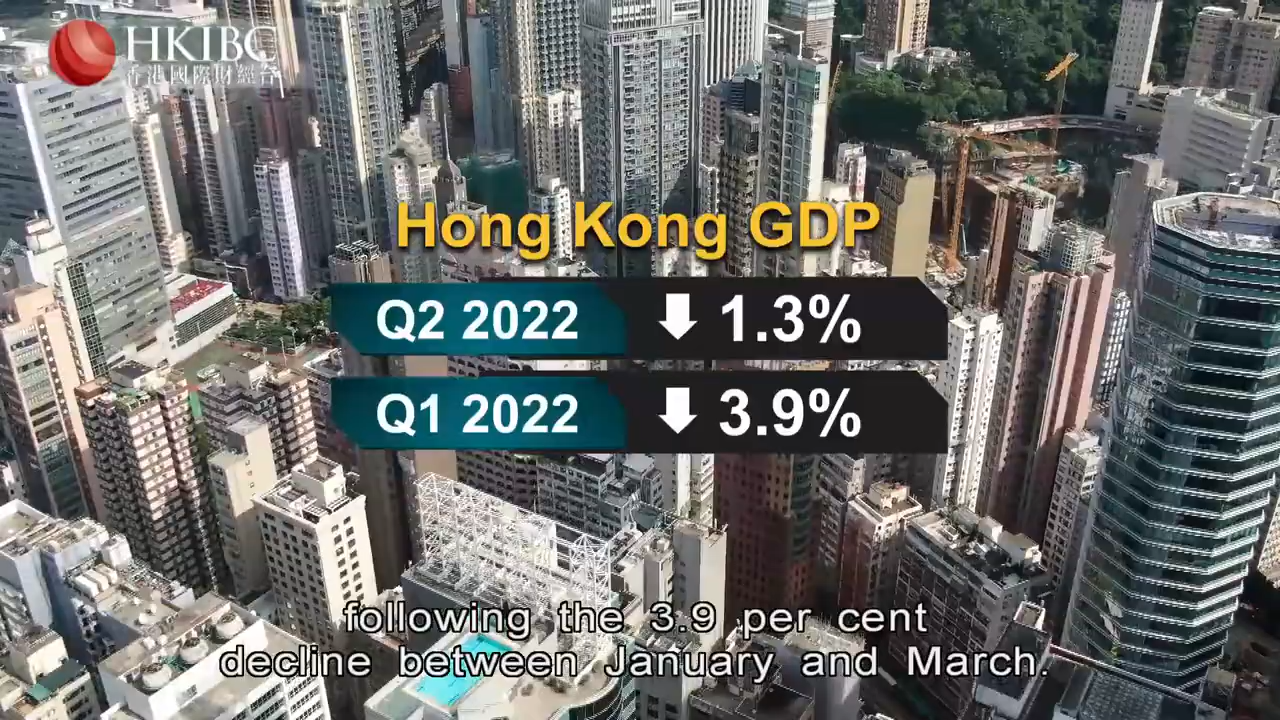 HKIBC
香港國際財經台
Hong Kong GDP
Q2 2022 ⬇ 1.3%
Q1 2022 ⬇ 3.9%
following the 3.9 per cent
decline between January and March.